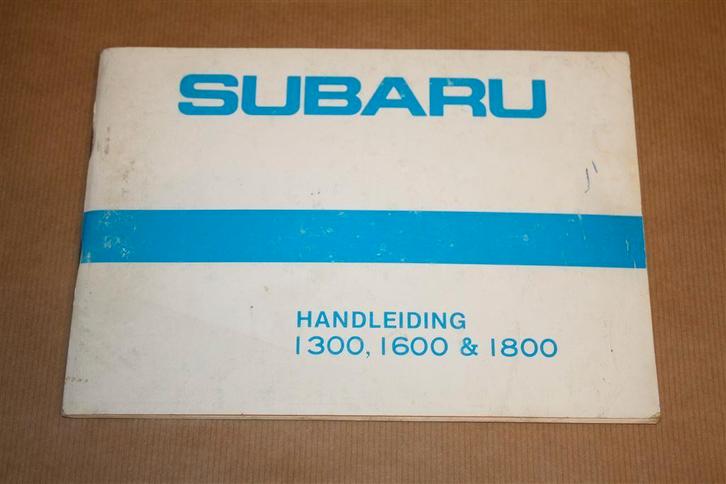 SUBARU
HANDLEIDING
1300, 1600 & 1800